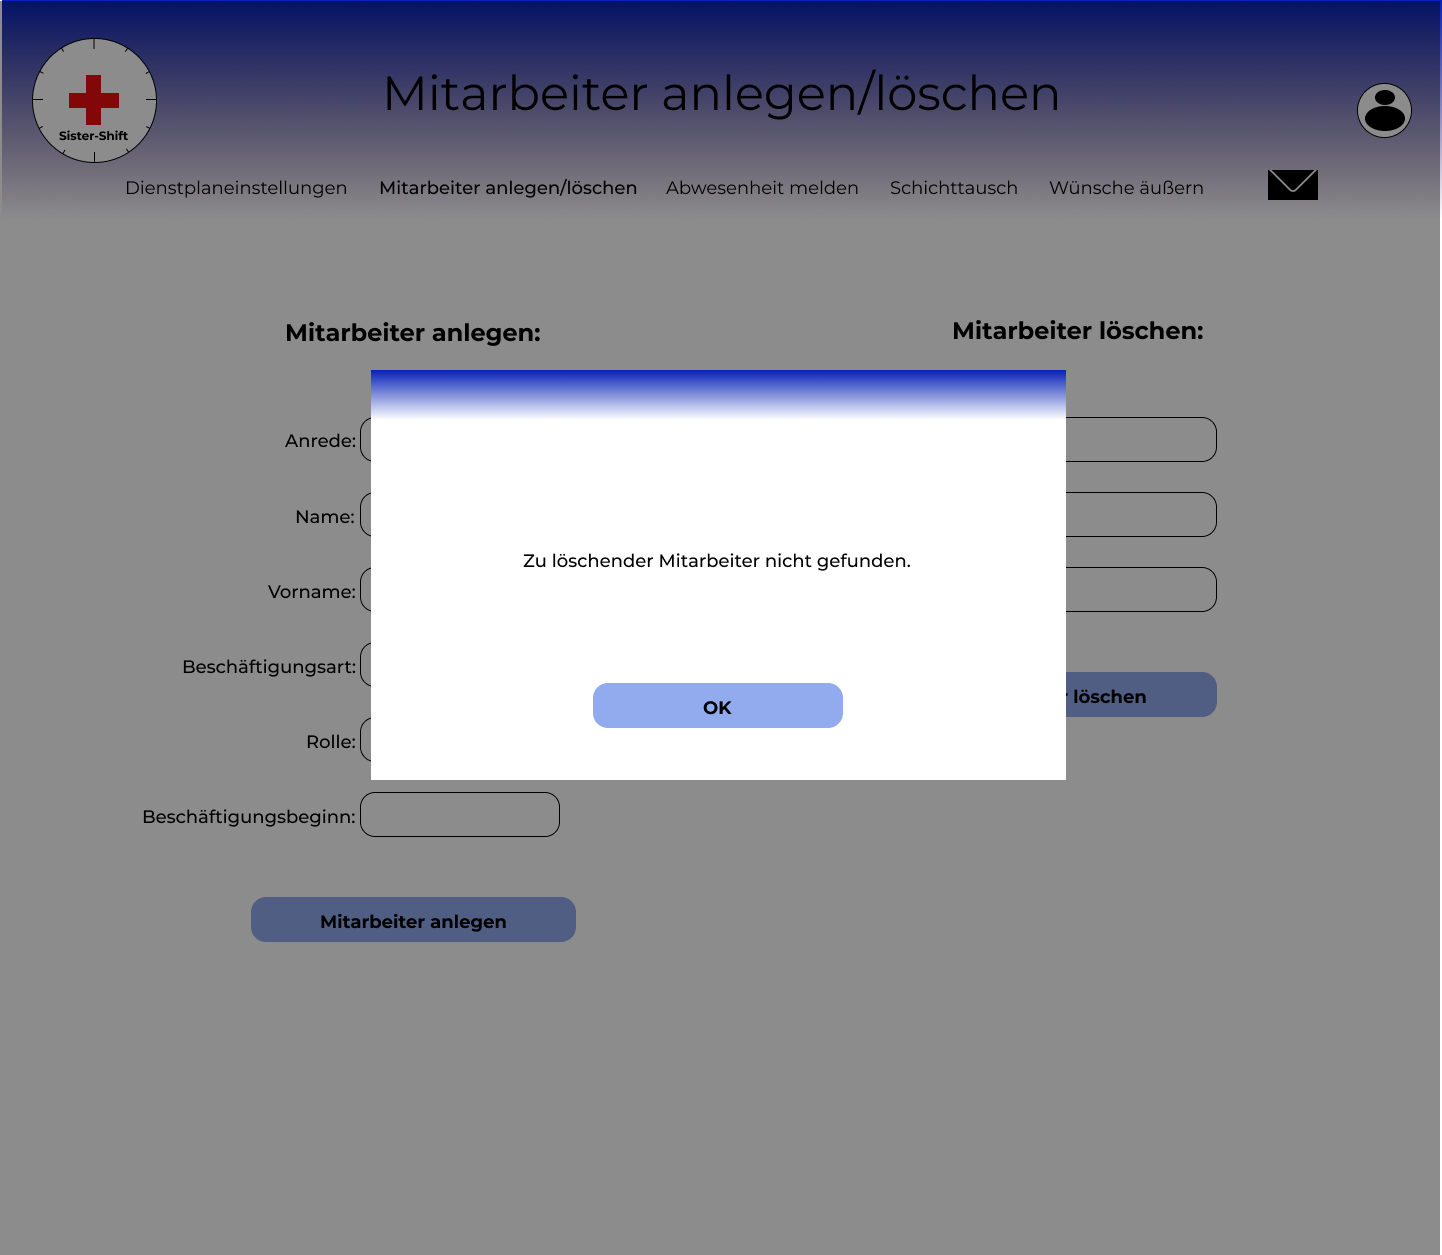 Mitarbeiter anlegen/löschen
Sister-Shift
Dienstplaneinstellungen Mitarbeiter anlegen/löschen Abwesenheit melden Schichttausch Wünsche äußern
Mitarbeiter anlegen:
Mitarbeiter löschen:
Anrede:
Name:
Vorname:
Beschäftigungsart:
Rolle:
Beschäftigungsbeginn:
Mitarbeiter anlegen
Zu löschender Mitarbeiter nicht gefunden.
OK
löschen